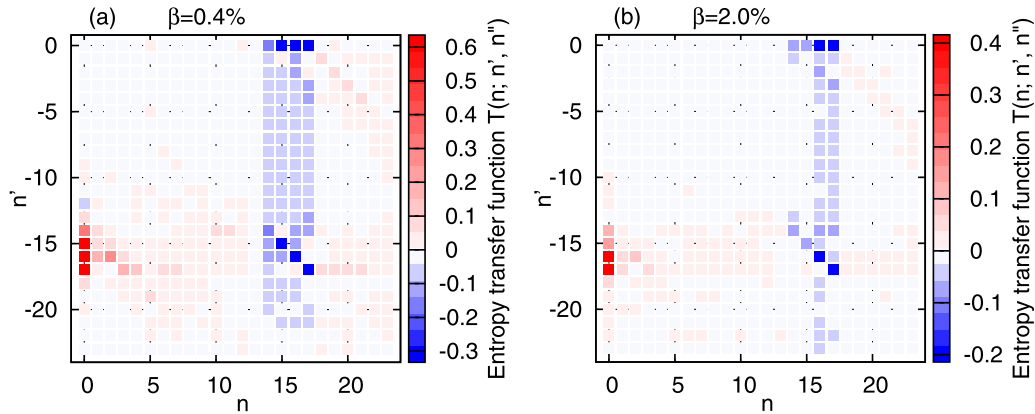 (a) β=0.4%
0
-5
-10
-15
-20
n'
0 5 10 15 20
n
0.6
0.5
0.4
0.3
0.2
0.1
0
-0.1
-0.2
-0.3
Entropy transfer function T(n; n', n")
(b) β=2.0%
0
-5
-10
-15
-20
n'
0 5 10 15 20
n
0.4
0.3
0.2
0.1
0
-0.1
-0.2
Entropy transfer function T(n; n', n")